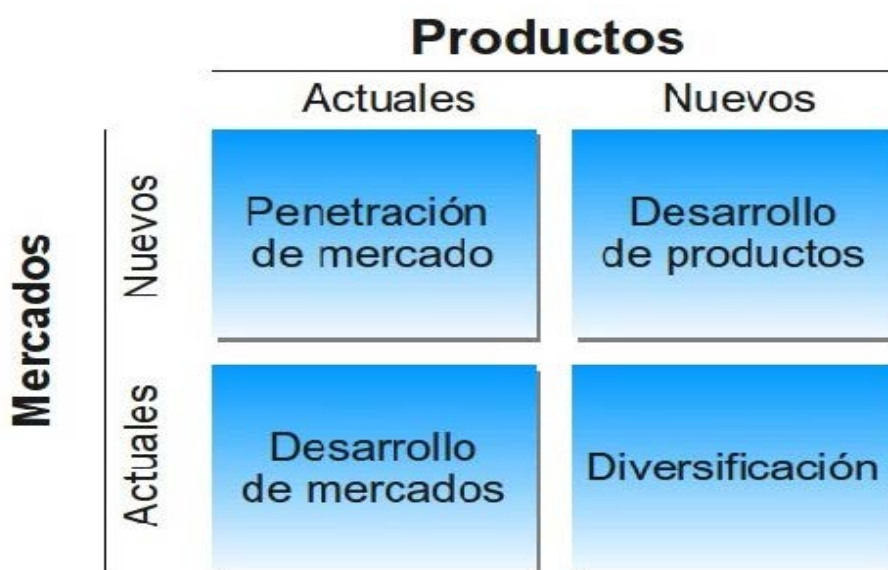 Productos
Actuales
Nuevos
Mercados
Nuevos
Penetración
de mercado
Desarrollo
de productos
Actuales
Desarrollo
de mercados
Diversificación